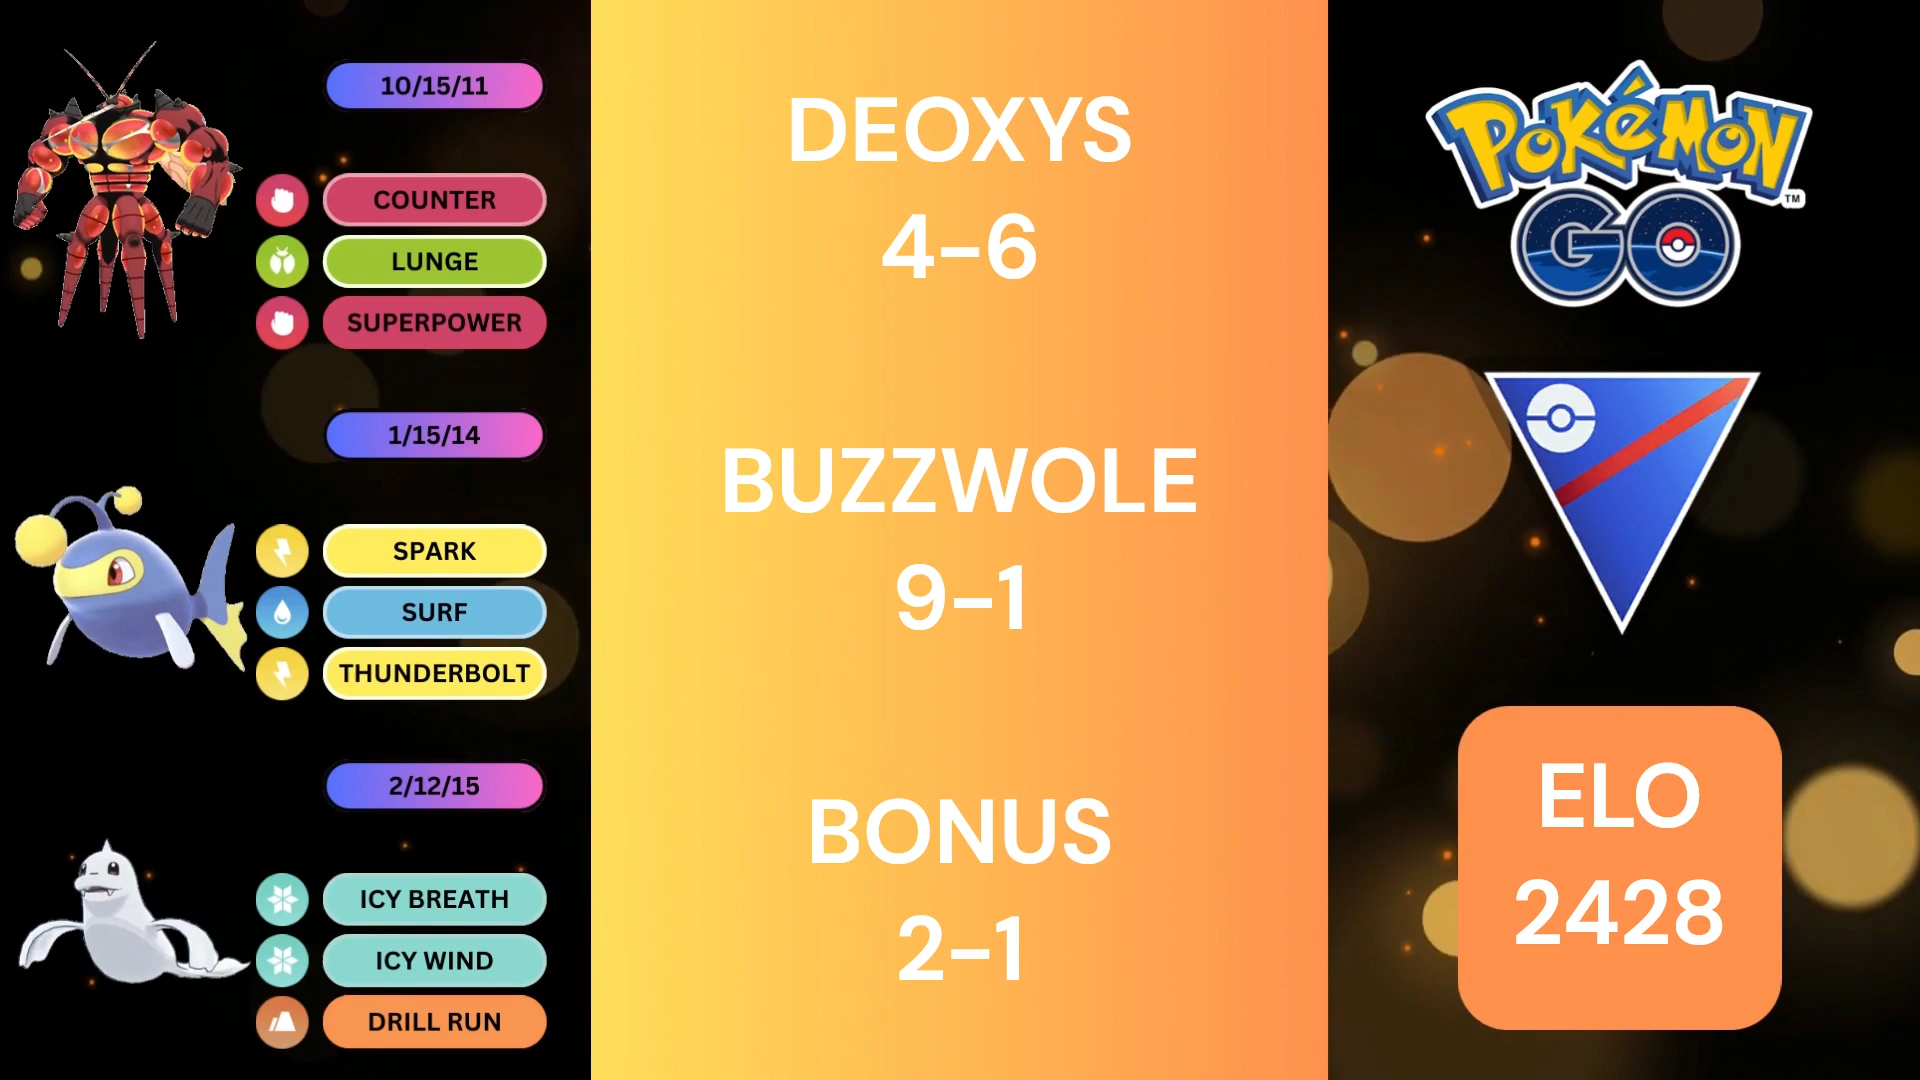 10/15/11
COUNTER
LUNGE
SUPERPOWER
1/15/14
SPARK
SURF
THUNDERBOLT
2/12/15
ICY BREATH
ICY WIND
DRILL RUN
DEOXYS
4-6
BUZZWOLE
9-1
BONUS
2-1
POKéMON
TM
GO
ELO
2428